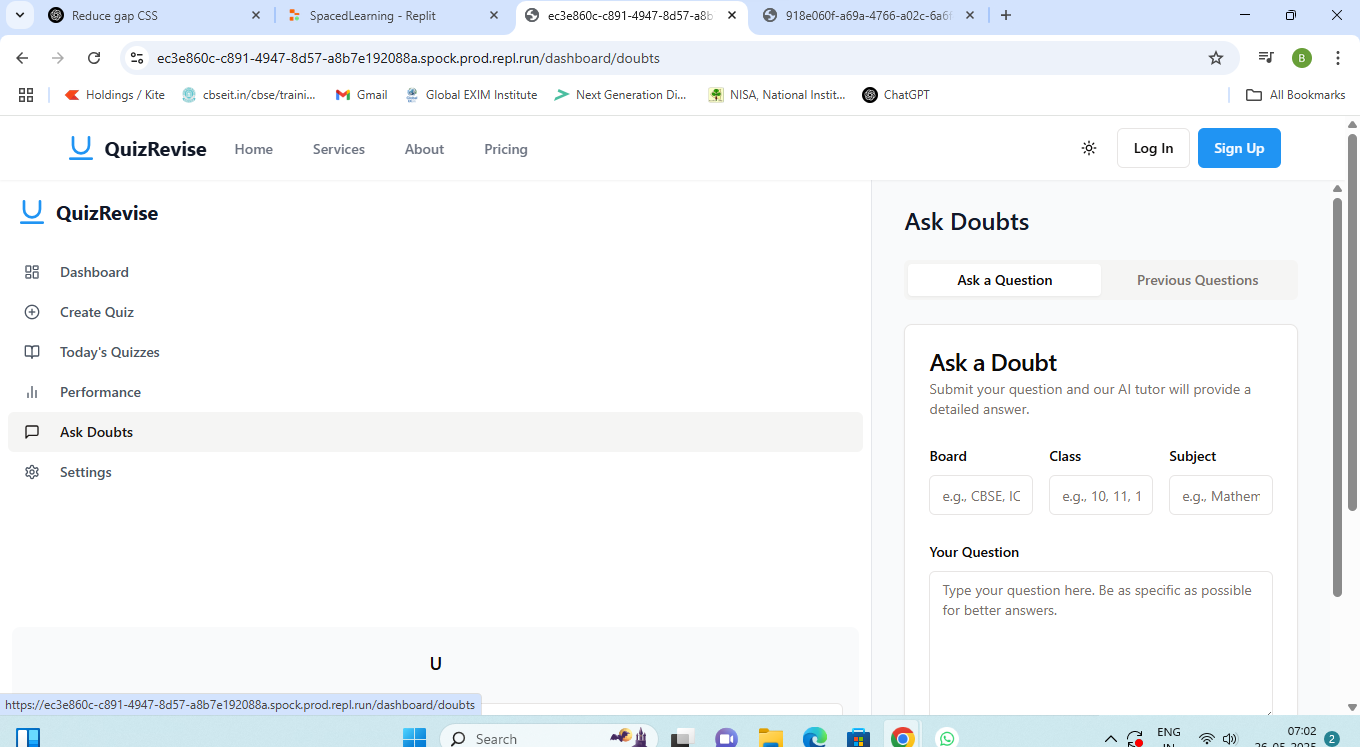 Reduce gap CSS
SpacedLearning - Replit
ec3e860c-c891-4947-8d57-a8b
918e060f-a69a-4766-a02c-6a6f
ec3e860c-c891-4947-8d57-a8b7e192088a.spock.prod.repl.run/dashboard/doubts
B
Holdings / Kite
cbseit.in/cbse/traini...
Gmail
Global EXIM Institute
Next Generation Di...
NISA, National Instit...
ChatGPT
All Bookmarks
QuizRevise
Home
Services
About
Pricing
Log In
Sign Up
QuizRevise
Dashboard
Create Quiz
Today's Quizzes
Performance
Ask Doubts
Settings
U
Ask Doubts
Ask a Question
Previous Questions
Ask a Doubt
Submit your question and our AI tutor will provide a
detailed answer.
Board
Class
Subject
e.g., CBSE, IC
e.g., 10, 11, 1
e.g., Mathem
Your Question
Type your question here. Be as specific as possible
for better answers.
https://ec3e860c-c891-4947-8d57-a8b7e192088a.spock.prod.repl.run/dashboard/doubts
Search
ENG
IN
07:02
26-05-2025
2